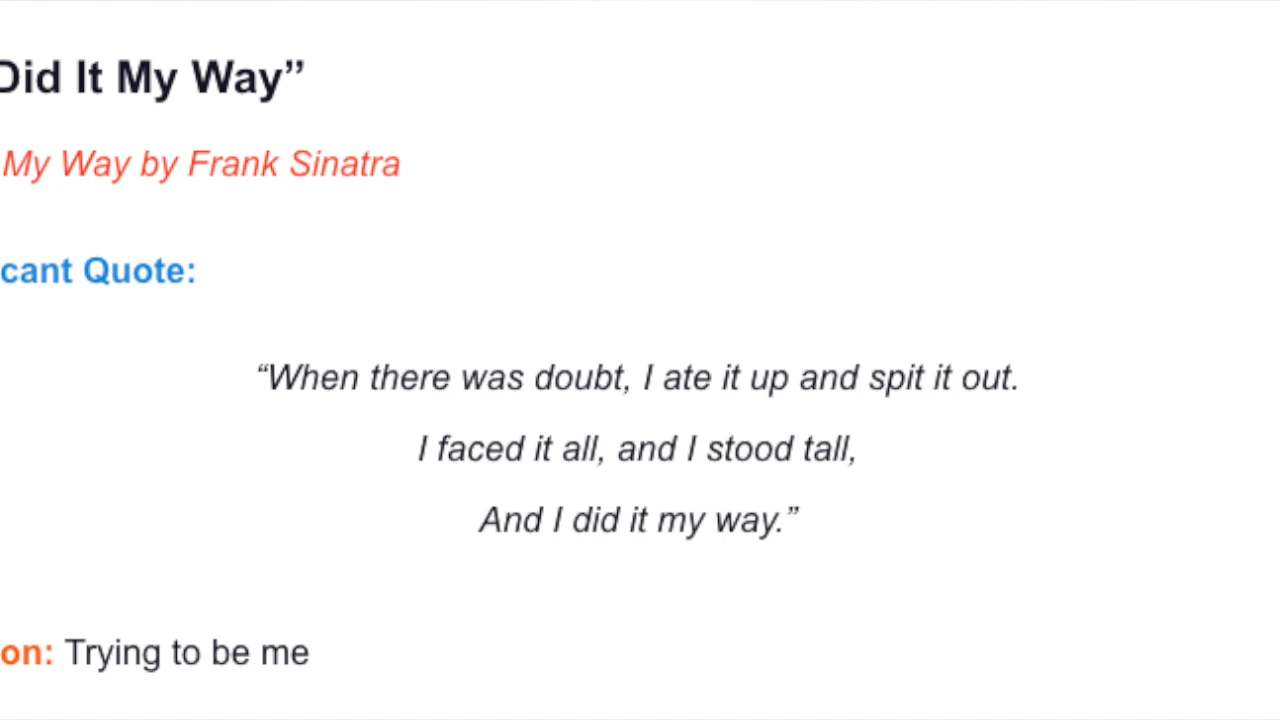 Did It My Way”
My Way by Frank Sinatra
cant Quote:
“When there was doubt, I ate it up and spit it out.
I faced it all, and I stood tall,
And I did it my way.”
on: Trying to be me